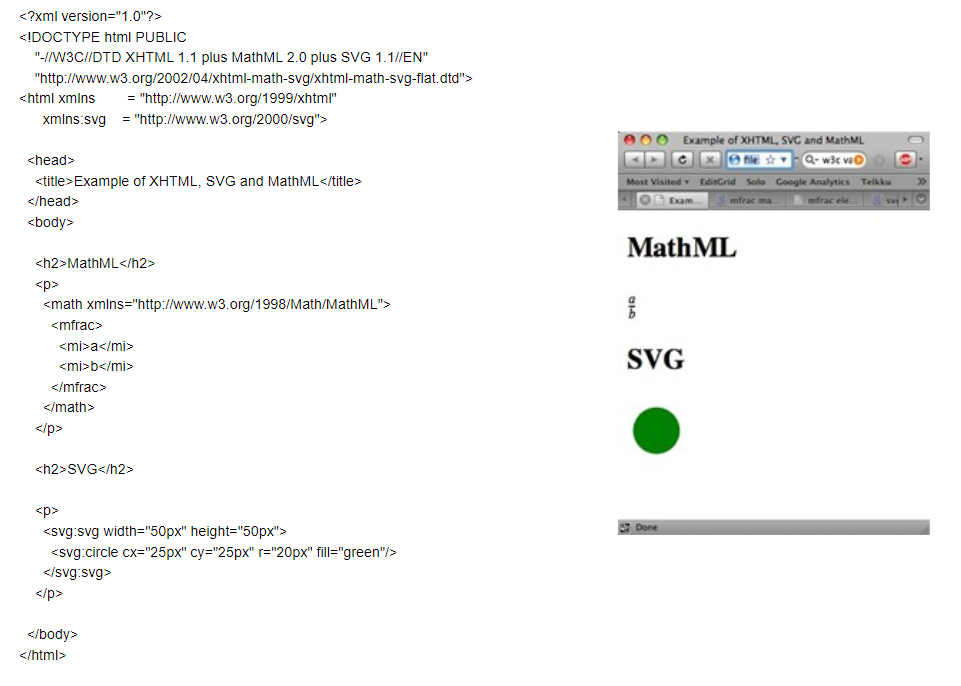 <?xml version="1.0"?>
<!DOCTYPE html PUBLIC
"-//W3C//DTD XHTML 1.1 plus MathML 2.0 plus SVG 1.1//EN"
"http://www.w3.org/2002/04/xhtml-math-svg/xhtml-math-svg-flat.dtd">
<html xmlns = "http://www.w3.org/1999/xhtml"
xmlns:svg = "http://www.w3.org/2000/svg">
<head>
<title>Example of XHTML, SVG and MathML</title>
</head>
<body>
<h2>MathML</h2>
<p>
<math xmlns="http://www.w3.org/1998/Math/MathML">
<mfrac>
<mi>a</mi>
<mi>b</mi>
</mfrac>
</math>
</p>
<h2>SVG</h2>
<p>
<svg:svg width="50px" height="50px">
<svg:circle cx="25px" cy="25px" r="20px" fill="green"/>
</svg:svg>
</p>
</body>
</html>
Example of XHTML, SVG and MathML
file: w3c va
Most Visited EditGrid Solo Google Analytics Telkku
Exam... mfrac ma... mfrac ele... svg
MathML
a
b
SVG
Done